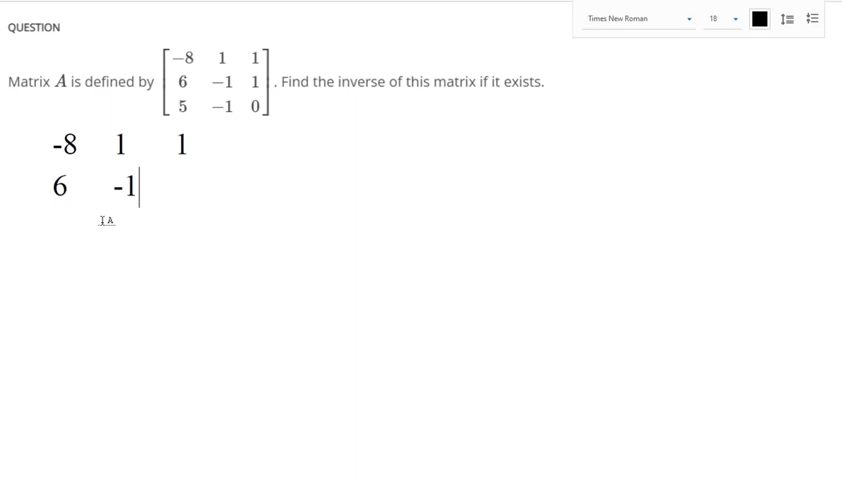 QUESTION
Times New Roman 18
Matrix A is defined by [−8 1 1
6 −1 1
5 −1 0]. Find the inverse of this matrix if it exists.
-8 1 1
6 -1
A